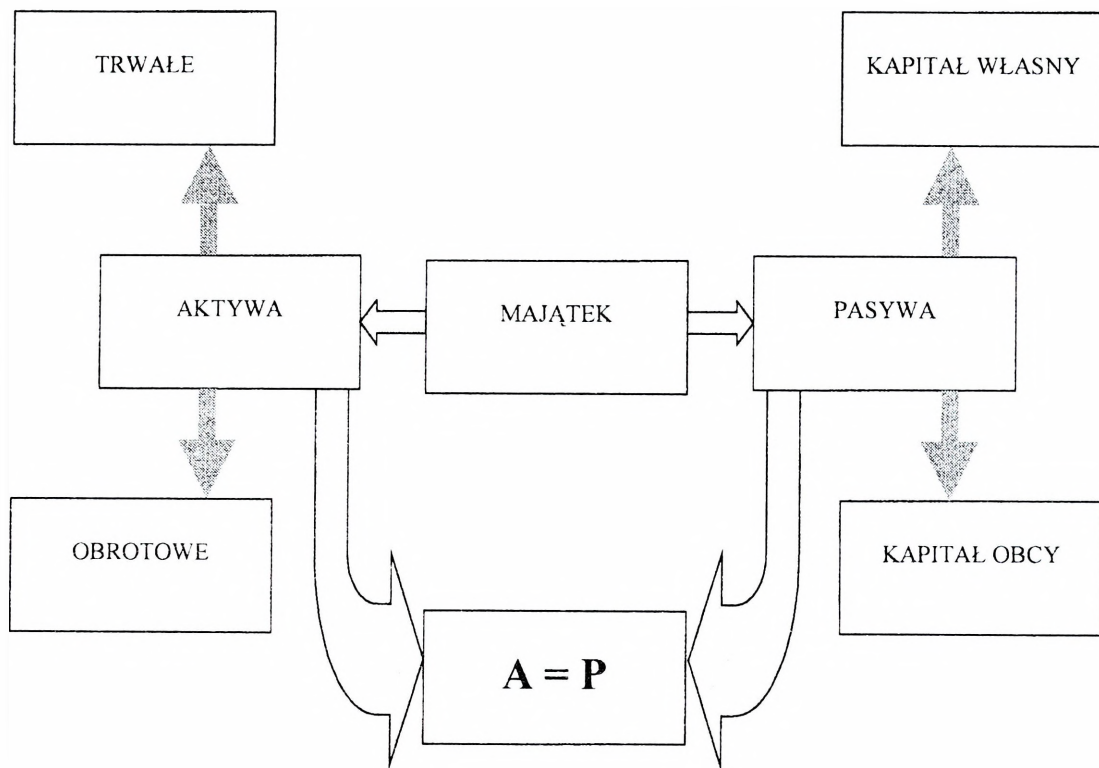 TRWAŁE
KAPITAŁ WŁASNY
AKTYWA
MAJĄTEK
PASYWA
OBROTOWE
KAPITAŁ OBCY
A = P